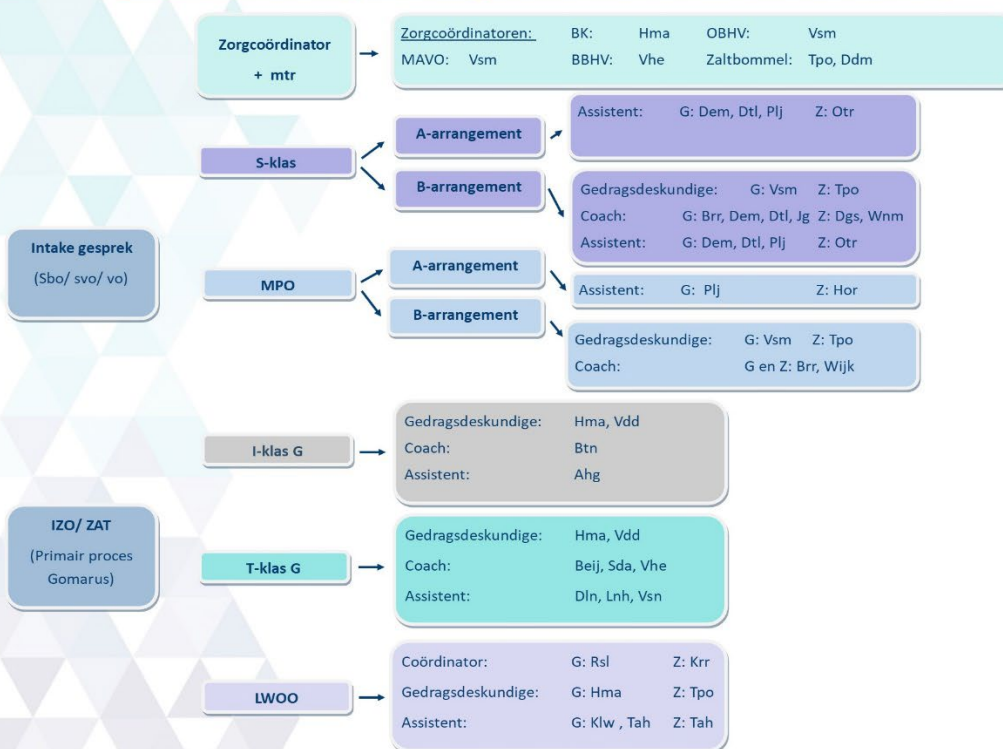 Zorgcoördinator
+ mtr
Zorgcoördinatoren: BK: Hma OBHV: Vsm
MAVO: Vsm BBHV: Vhe Zaltbommel: Tpo, Ddm
S-klas
A-arrangement
Assistent: G: Dem, Dtl, Plj Z: Otr
B-arrangement
Gedragsdeskundige: G: Vsm Z: Tpo
Coach: G: Brr, Dem, Dtl, Jg Z: Dgs, Wnm
Assistent: G: Dem, Dtl, Plj Z: Otr
Intake gesprek
(Sbo/ svo/ vo)
MPO
A-arrangement
Assistent: G: Plj Z: Hor
B-arrangement
Gedragsdeskundige: G: Vsm Z: Tpo
Coach: G en Z: Brr, Wijk
I-klas G
Gedragsdeskundige: Hma, Vdd
Coach: Btn
Assistent: Ahg
IZO/ ZAT
(Primair proces
Gomarus)
T-klas G
Gedragsdeskundige: Hma, Vdd
Coach: Beij, Sda, Vhe
Assistent: Dln, Lnh, Vsn
LWOO
Coördinator: G: Rsl Z: Krr
Gedragsdeskundige: G: Hma Z: Tpo
Assistent: G: Klw , Tah Z: Tah